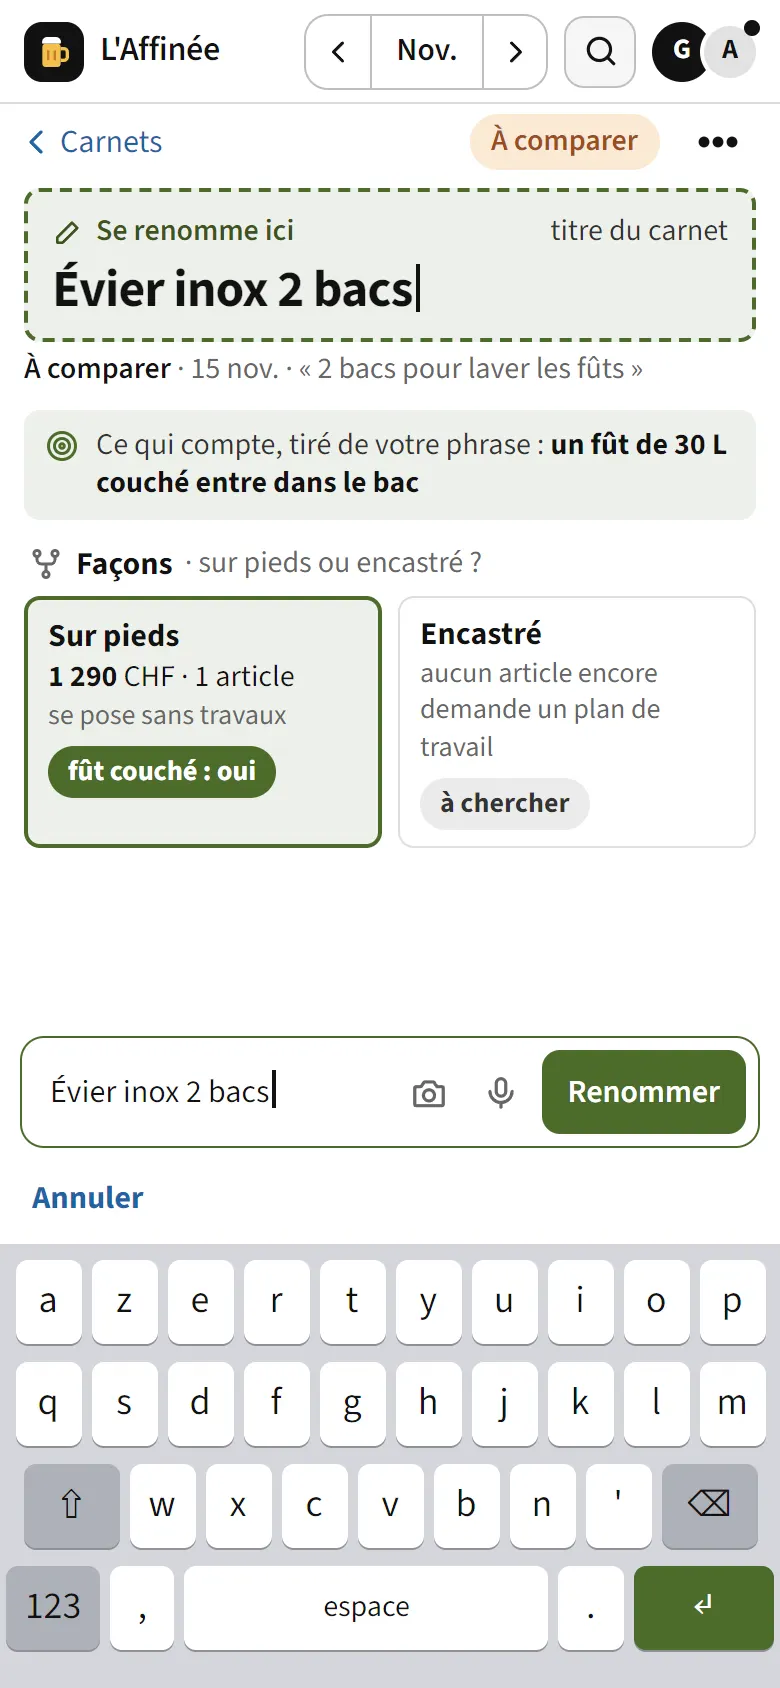 L'Affinée
Nov.
G
A
Carnets
À comparer
•••
Se renomme ici
titre du carnet
Évier inox 2 bacs
À comparer · 15 nov. · « 2 bacs pour laver les fûts »
Ce qui compte, tiré de votre phrase : un fût de 30 L
couché entre dans le bac
Façons · sur pieds ou encastré ?
Sur pieds
1 290 CHF · 1 article
se pose sans travaux
fût couché : oui
Encastré
aucun article encore
demande un plan de
travail
à chercher
Évier inox 2 bacs
Renommer
Annuler
a z e r t y u i o p
q s d f g h j k l m
⇧ w x c v b n ' ⌫
123 , espace . ↵